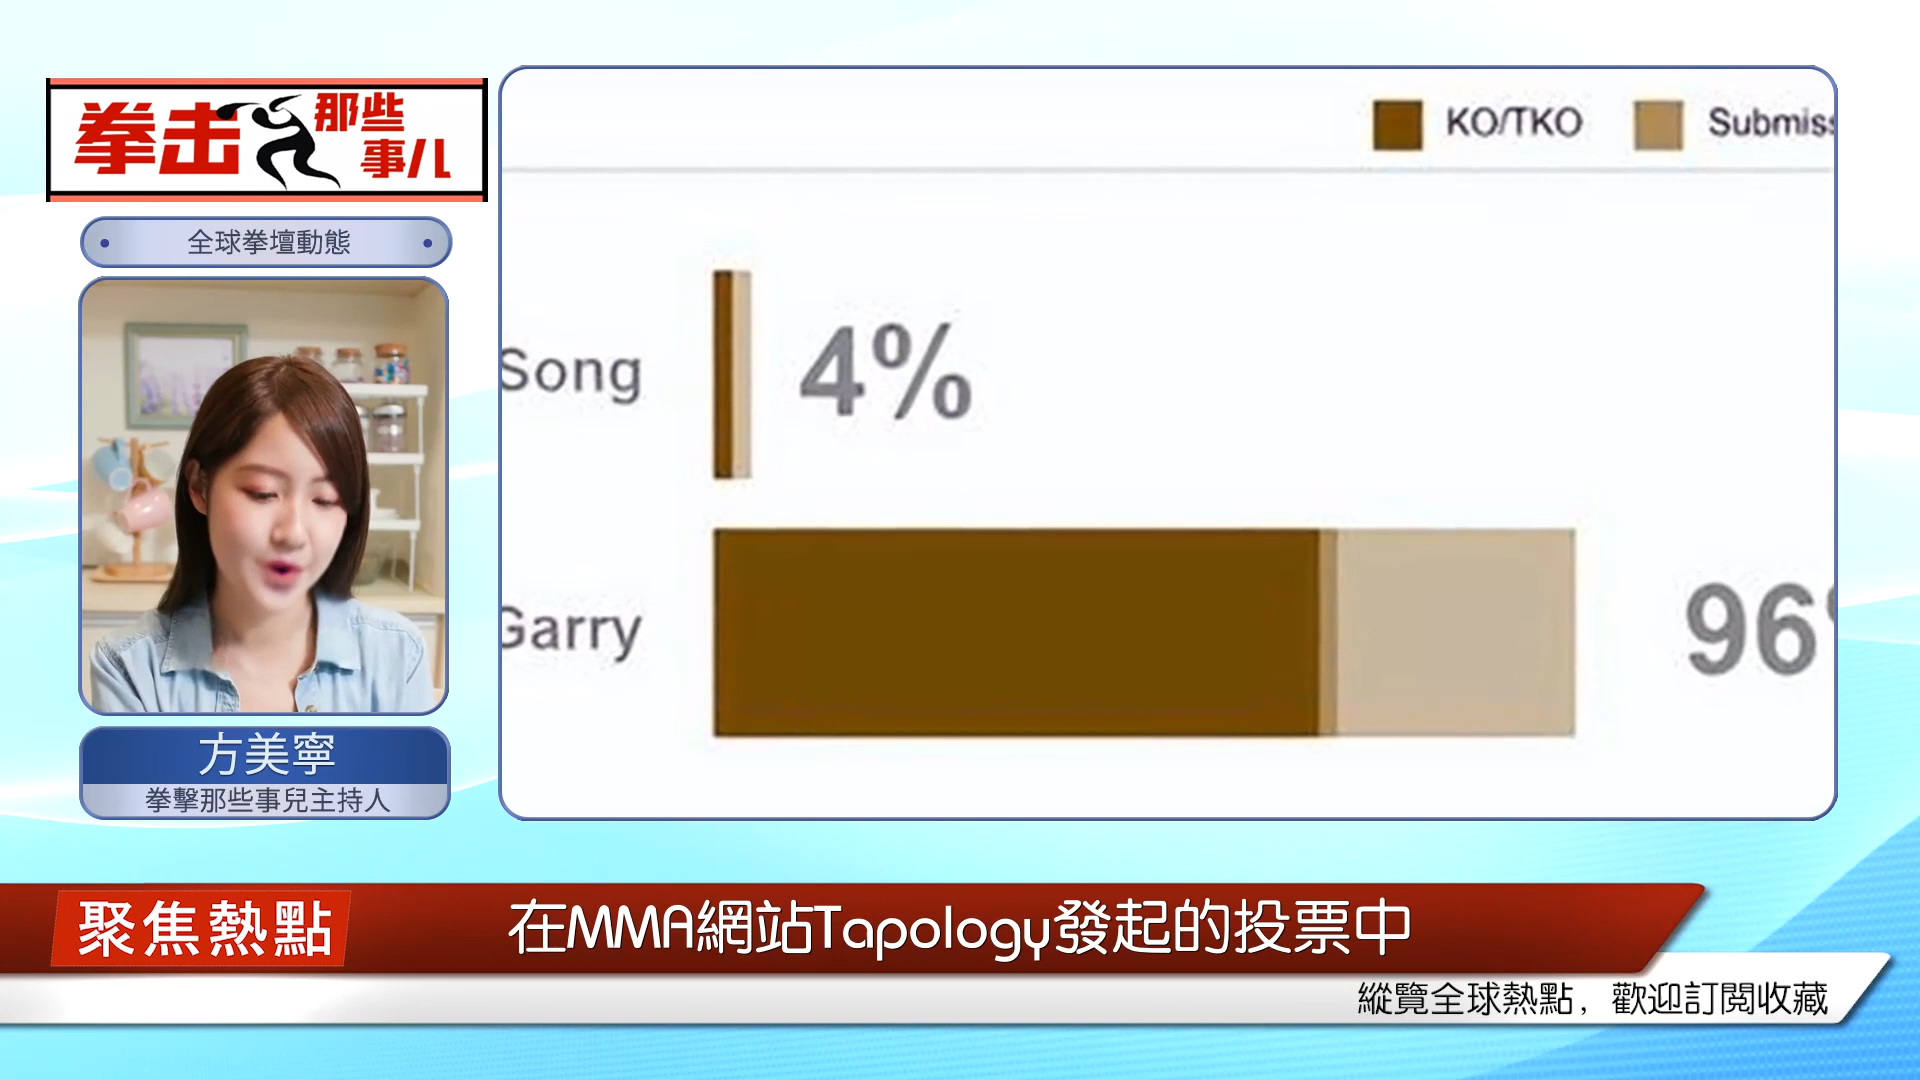 拳击那些事儿
全球拳壇動態
方美寧
拳擊那些事兒主持人
KO/TKO
Submiss
Song
4%
Garry
96%
聚焦熱點
在MMA網站Tapology發起的投票中
縱覽全球熱點，歡迎訂閱收藏